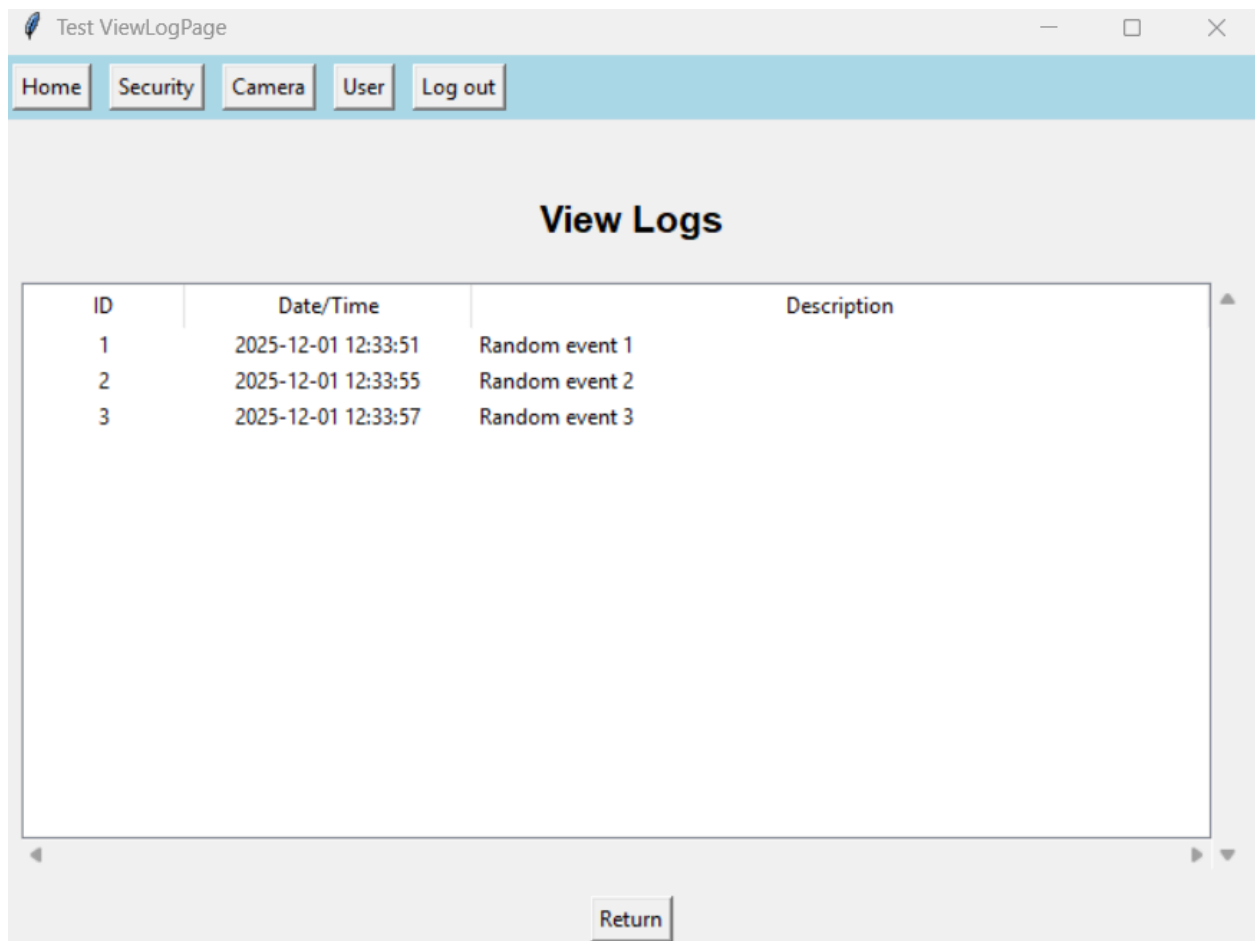 Test ViewLogPage
Home Security Camera User Log out
View Logs
ID Date/Time Description
1 2025-12-01 12:33:51 Random event 1
2 2025-12-01 12:33:55 Random event 2
3 2025-12-01 12:33:57 Random event 3
Return